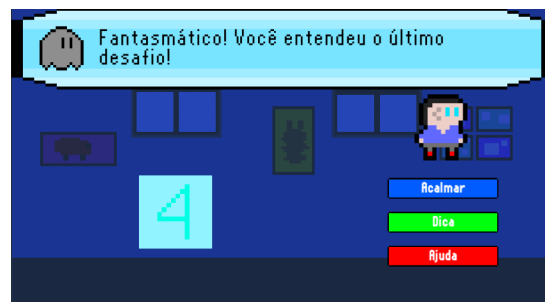 Fantasmático! Você entendeu o último
desafio!
4
Acalmar
Dica
Ajuda